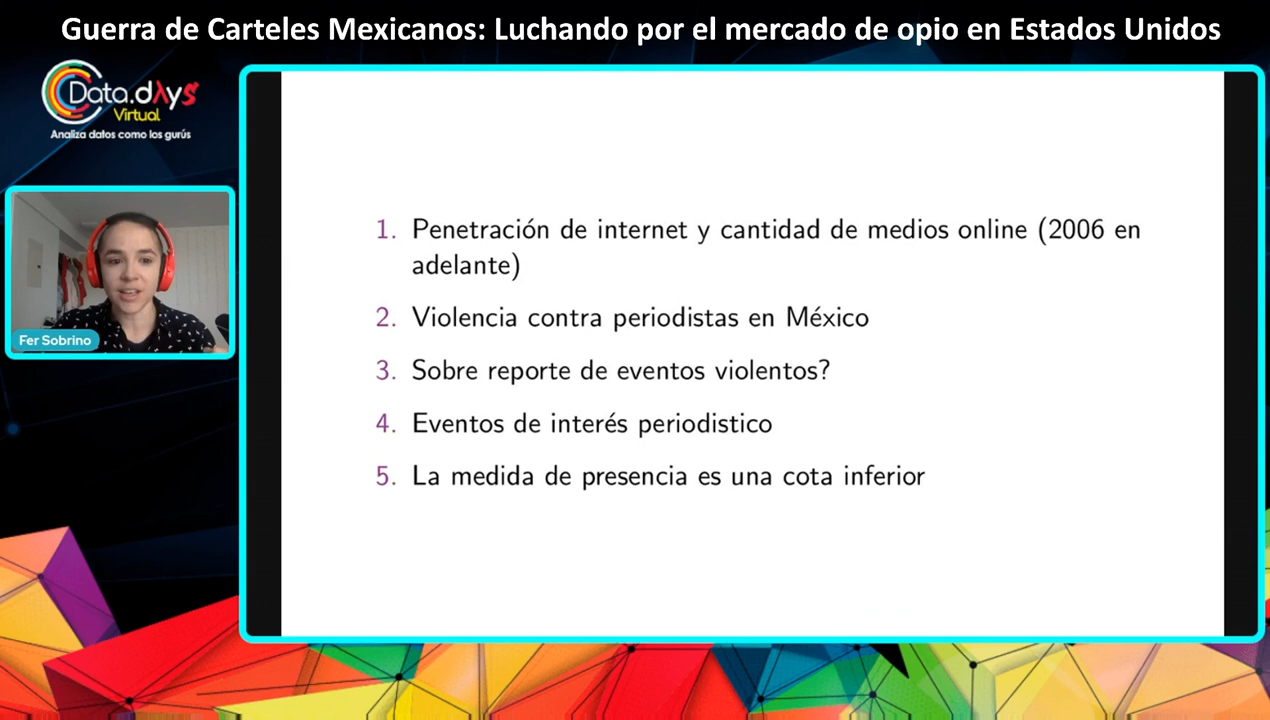 Guerra de Carteles Mexicanos: Luchando por el mercado de opio en Estados Unidos
Data.dλys
Virtual
Analiza datos como los gurús
Fer Sobrino
1. Penetración de internet y cantidad de medios online (2006 en
adelante)
2. Violencia contra periodistas en México
3. Sobre reporte de eventos violentos?
4. Eventos de interés periodistico
5. La medida de presencia es una cota inferior